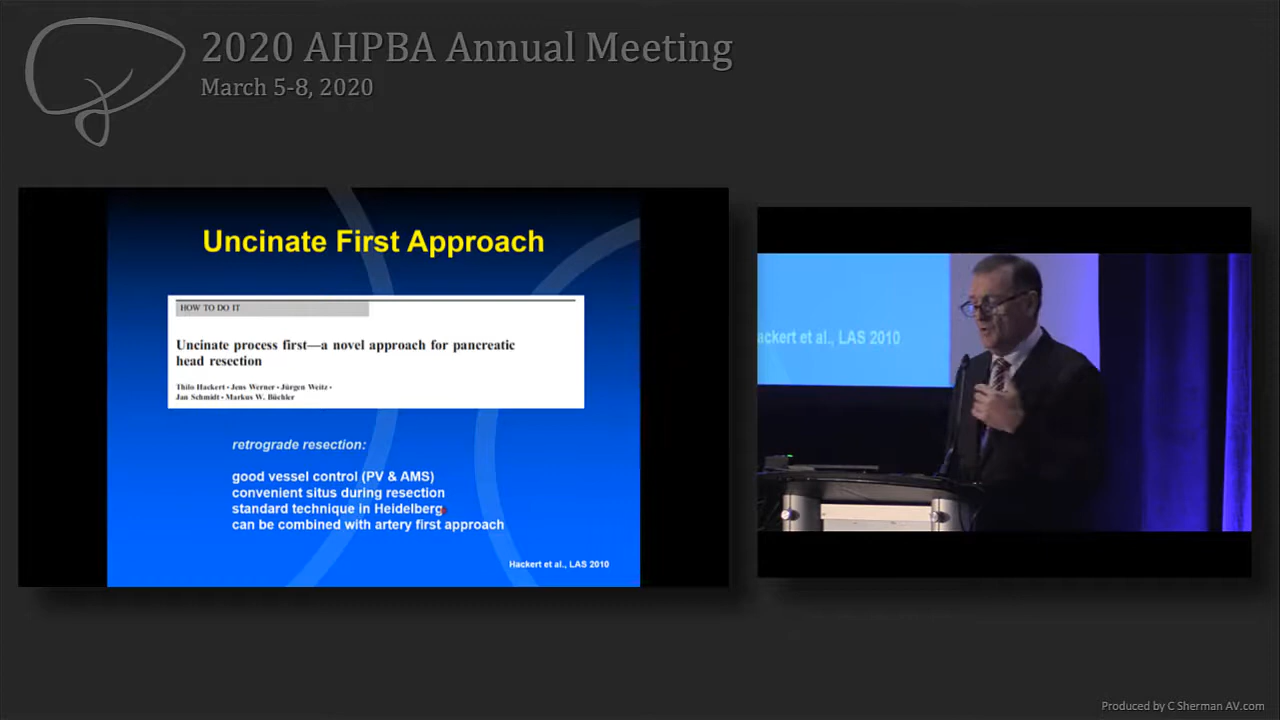 2020 AHPBA Annual Meeting
March 5-8, 2020
Uncinate First Approach
HOW TO DO IT
Uncinate process first—a novel approach for pancreatic
head resection
Thilo Hackert · Jens Werner · Jürgen Weitz ·
Jan Schmidt · Markus W. Büchler
retrograde resection:
good vessel control (PV & AMS)
convenient situs during resection
standard technique in Heidelberg
can be combined with artery first approach
Hackert et al., LAS 2010
ackert et al., LAS 2010
Produced by C Sherman AV.com